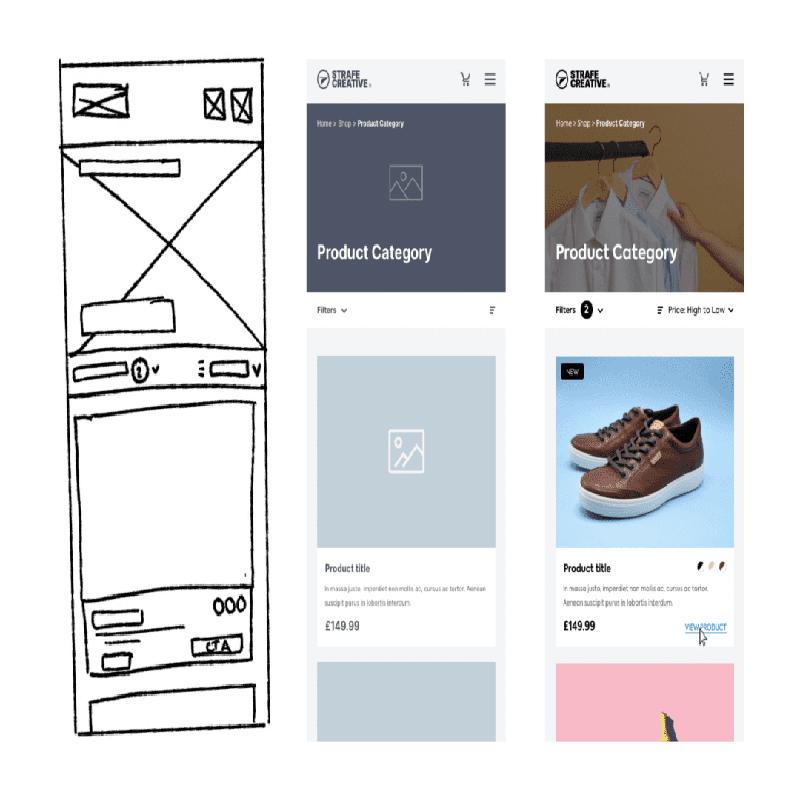 CTA
STRAFE
CREATIVE
Home > Shop > Product Category
Product Category
Filters
Product title
In massa justo, imperdiet non mollis ac, cursus ac tortor. Aenean
suscipit purus in lobortis interdum.
£149.99
STRAFE
CREATIVE
Home > Shop > Product Category
Product Category
Filters 2
Price: High to Low
NEW
Product title
In massa justo, imperdiet non mollis ac, cursus ac tortor.
Aenean suscipit purus in lobortis interdum.
£149.99
VIEW PRODUCT